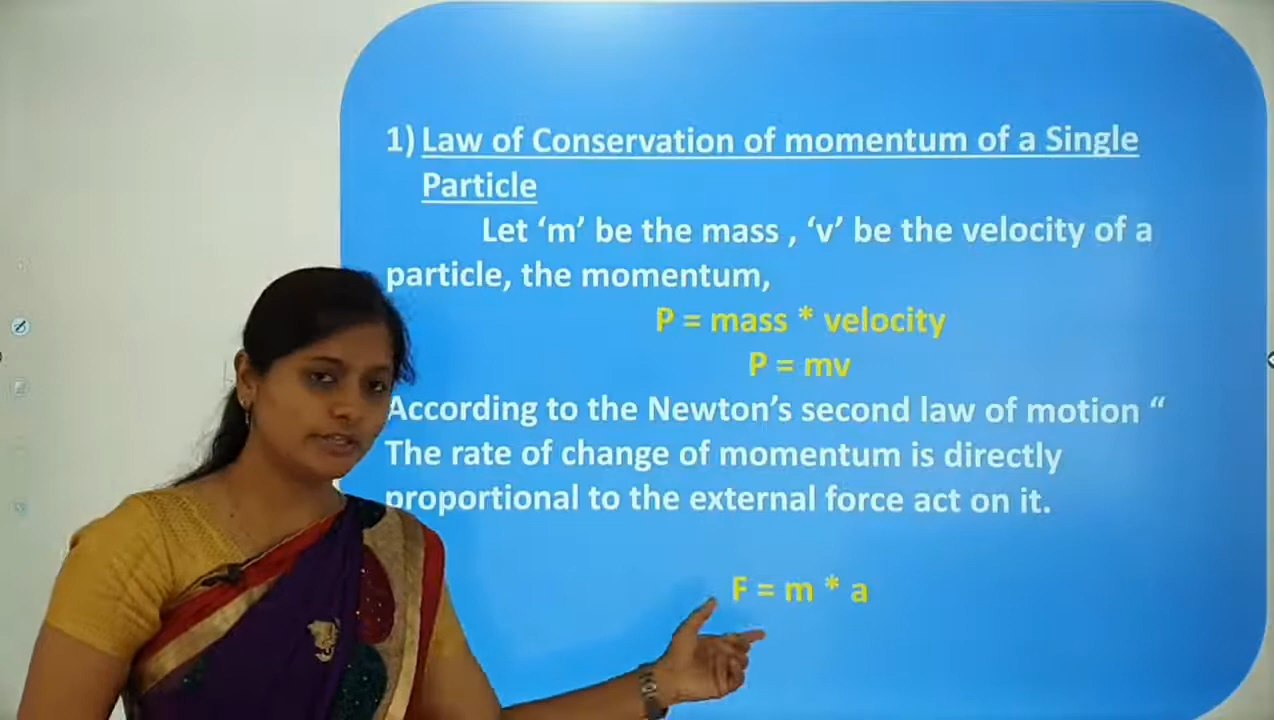 1) Law of Conservation of momentum of a Single
Particle
Let ‘m’ be the mass , ‘v’ be the velocity of a
particle, the momentum,
P = mass * velocity
P = mv
According to the Newton’s second law of motion “
The rate of change of momentum is directly
proportional to the external force act on it.
F = m * a